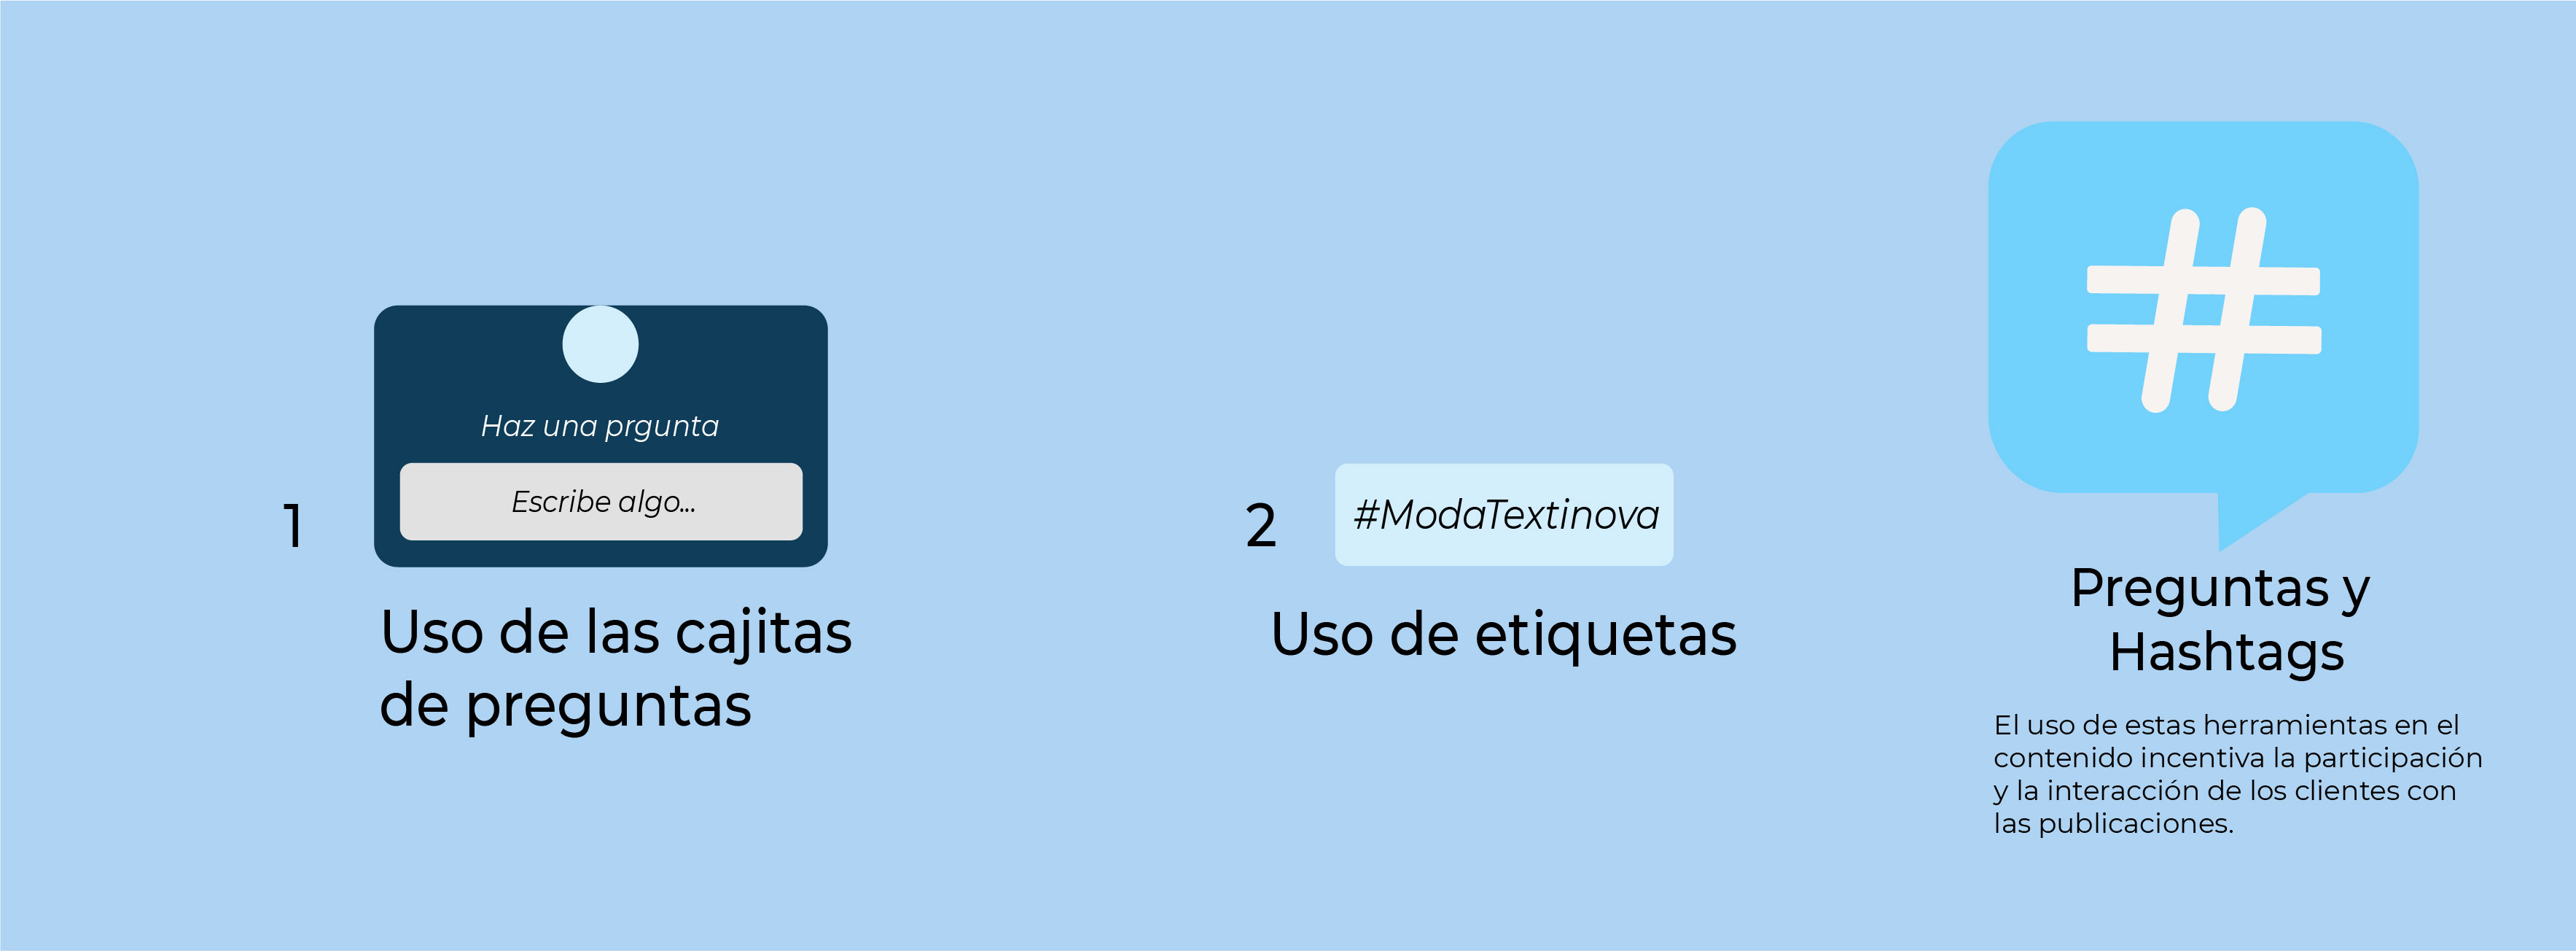 1
Haz una prgunta
Escribe algo...
Uso de las cajitas
de preguntas
2
#ModaTextinova
Uso de etiquetas
#
Preguntas y
Hashtags
El uso de estas herramientas en el
contenido incentiva la participación
y la interacción de los clientes con
las publicaciones.